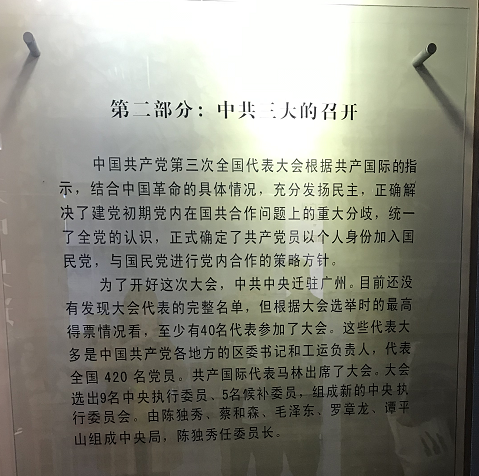 第二部分：中共三大的召开
中国共产党第三次全国代表大会根据共产国际的指
示，结合中国革命的具体情况，充分发扬民主，正确解
决了建党初期党内在国共合作问题上的重大分歧，统一
了全党的认识，正式确定了共产党员以个人身份加入国
民党，与国民党进行党内合作的策略方针。
为了开好这次大会，中共中央迁驻广州。目前还没
有发现大会代表的完整名单，但根据大会选举时的最高
得票情况看，至少有40名代表参加了大会。这些代表大
多是中国共产党各地方的区委书记和工运负责人，代表
全国 420 名党员。共产国际代表马林出席了大会。大会
选出9名中央执行委员、5名候补委员，组成新的中央执
行委员会。由陈独秀、蔡和森、毛泽东、罗章龙、谭平
山组成中央局，陈独秀任委员长。